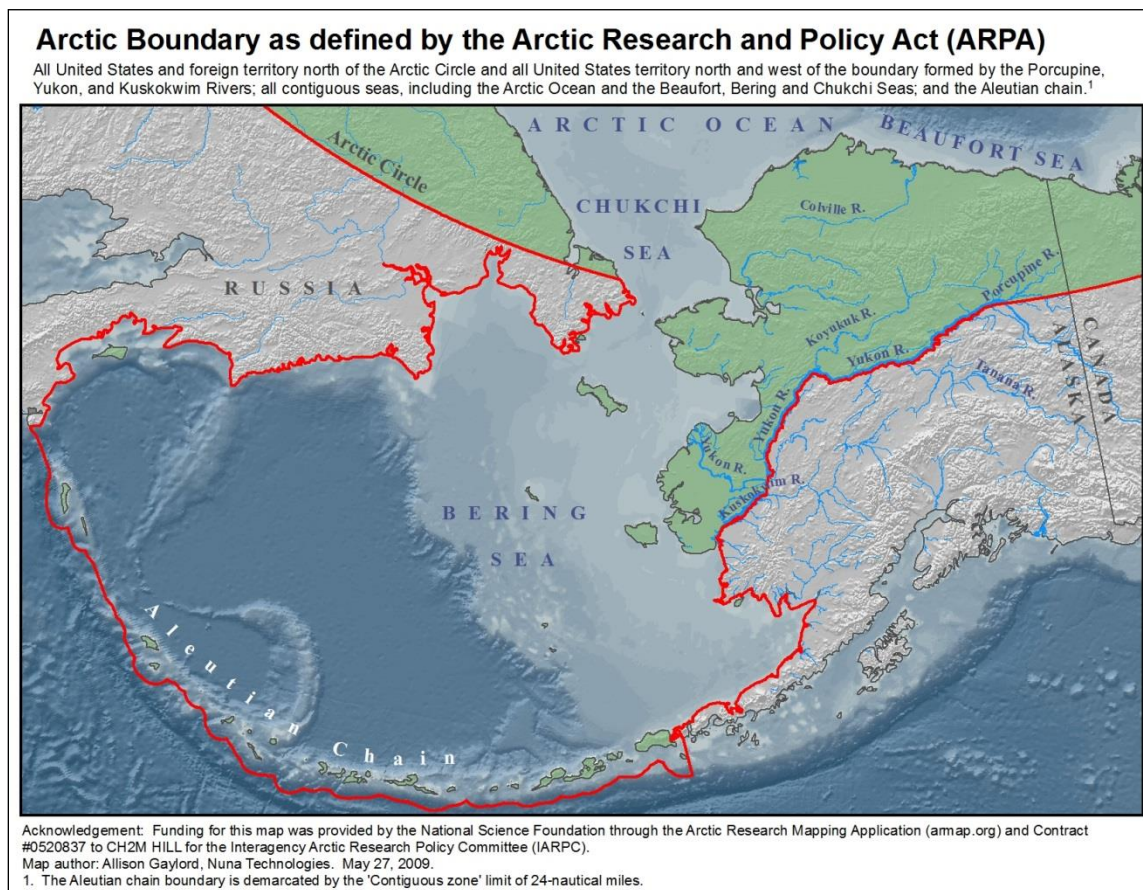 Arctic Boundary as defined by the Arctic Research and Policy Act (ARPA)
All United States and foreign territory north of the Arctic Circle and all United States territory north and west of the boundary formed by the Porcupine,
Yukon, and Kuskokwim Rivers; all contiguous seas, including the Arctic Ocean and the Beaufort, Bering and Chukchi Seas; and the Aleutian chain.¹
ARCTIC OCEAN
BEAUFORT SEA
Arctic Circle
CHUKCHI
SEA
Colville R.
RUSSIA
Porcupine R.
Koyukuk R.
Yukon R.
Tanana R.
CANADA
ALASKA
Yukon R.
Yukon R.
Kuskokwim R.
BERING
SEA
Aleutian
Chain
Acknowledgement: Funding for this map was provided by the National Science Foundation through the Arctic Research Mapping Application (armap.org) and Contract
#0520837 to CH2M HILL for the Interagency Arctic Research Policy Committee (IARPC).
Map author: Allison Gaylord, Nuna Technologies. May 27, 2009.
1. The Aleutian chain boundary is demarcated by the 'Contiguous zone' limit of 24-nautical miles.